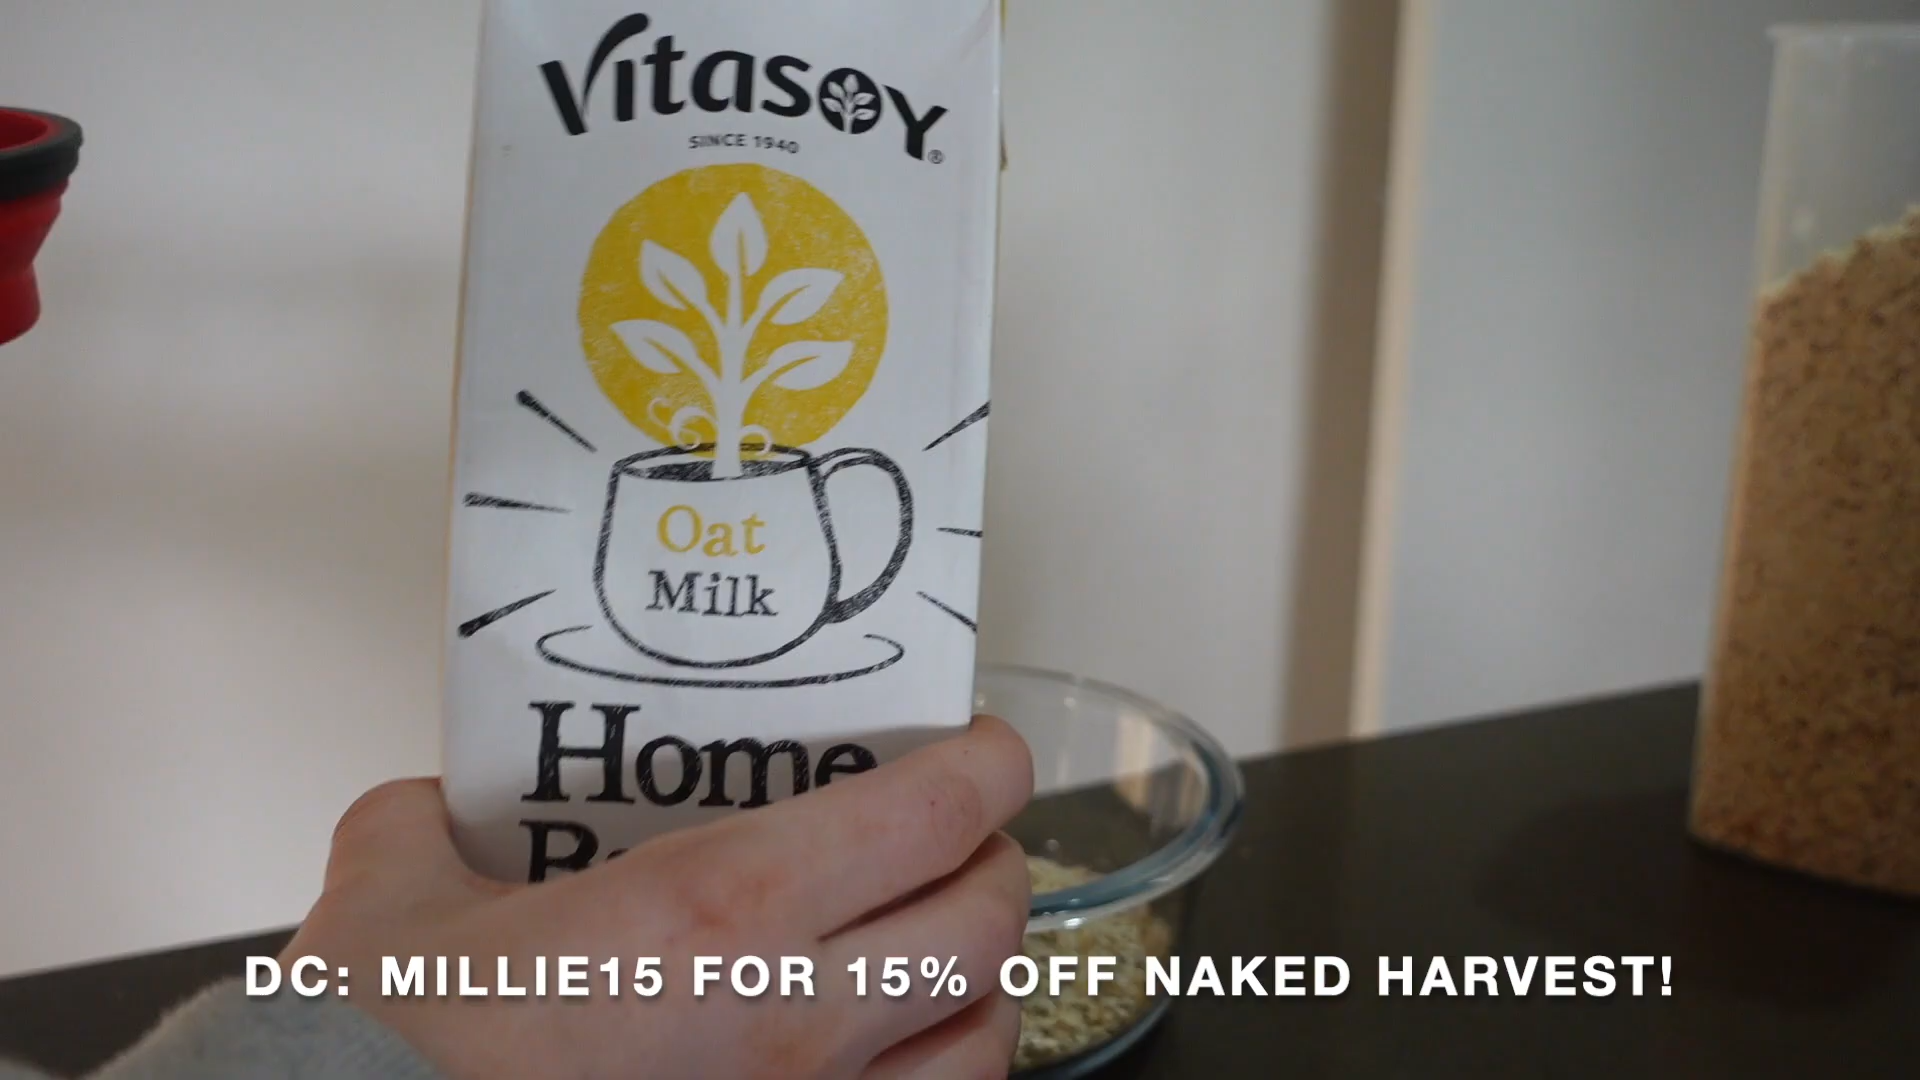 Vitasoy®
SINCE 1940
Oat
Milk
Home
DC: MILLIE15 FOR 15% OFF NAKED HARVEST!